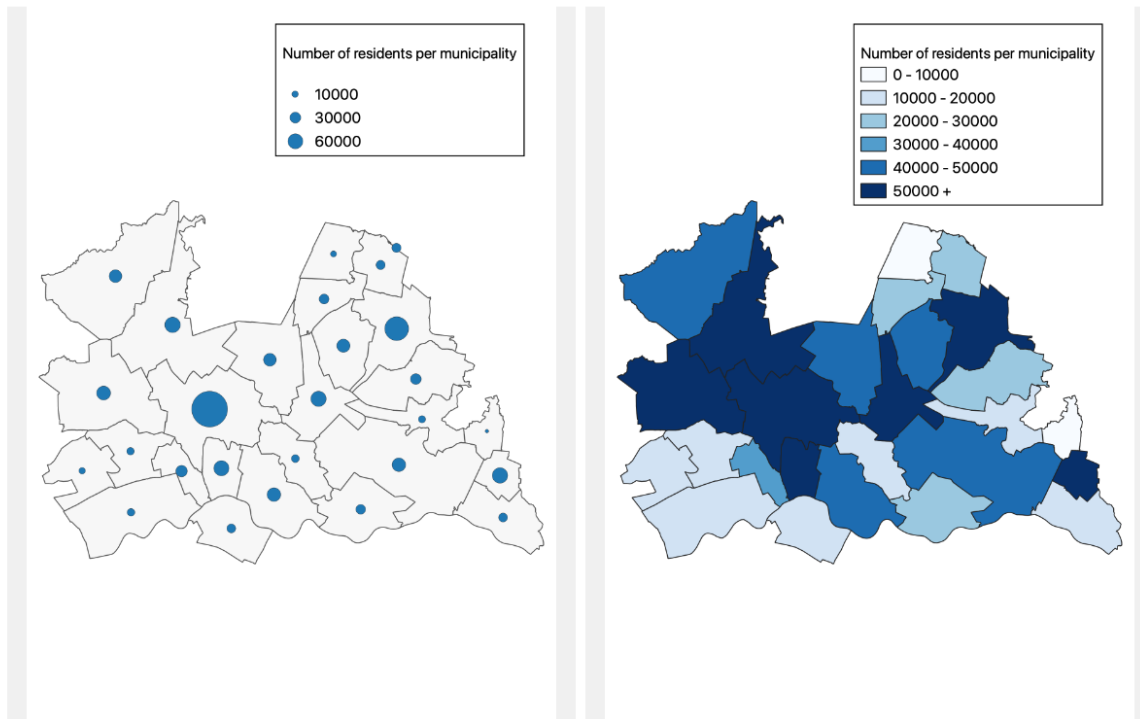 Number of residents per municipality
10000
30000
60000
Number of residents per municipality
0 - 10000
10000 - 20000
20000 - 30000
30000 - 40000
40000 - 50000
50000 +